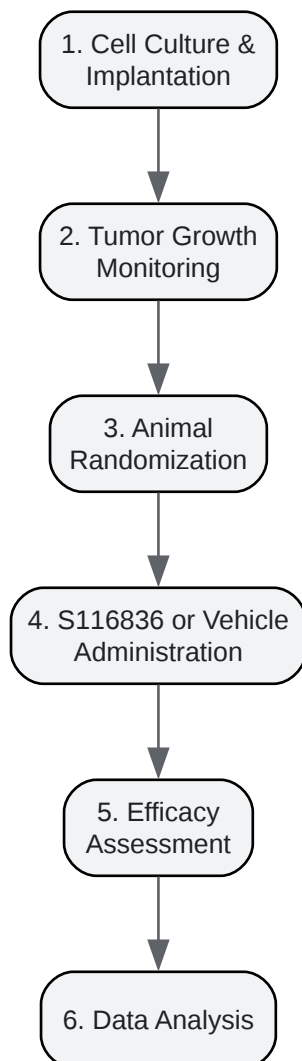 1. Cell Culture &
Implantation
2. Tumor Growth
Monitoring
3. Animal
Randomization
4. S116836 or Vehicle
Administration
5. Efficacy
Assessment
6. Data Analysis